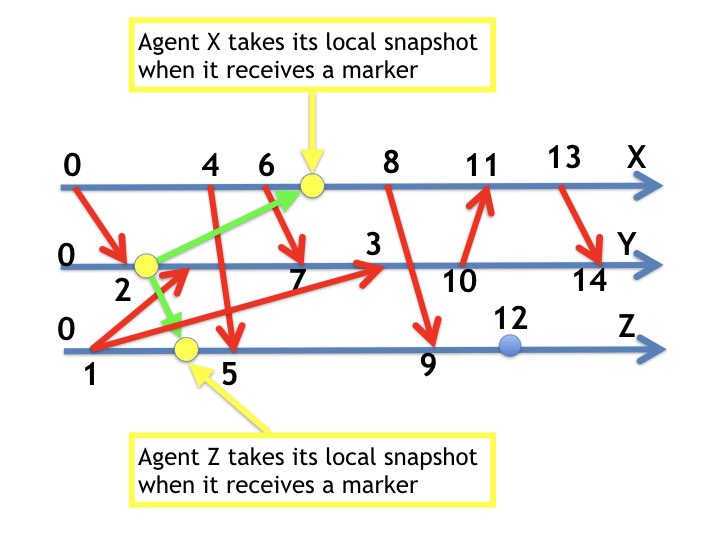 Agent X takes its local snapshot
when it receives a marker
0 4 6 8 11 13 X
0 2 7 3 10 14 Y
0 1 5 9 12 Z
Agent Z takes its local snapshot
when it receives a marker